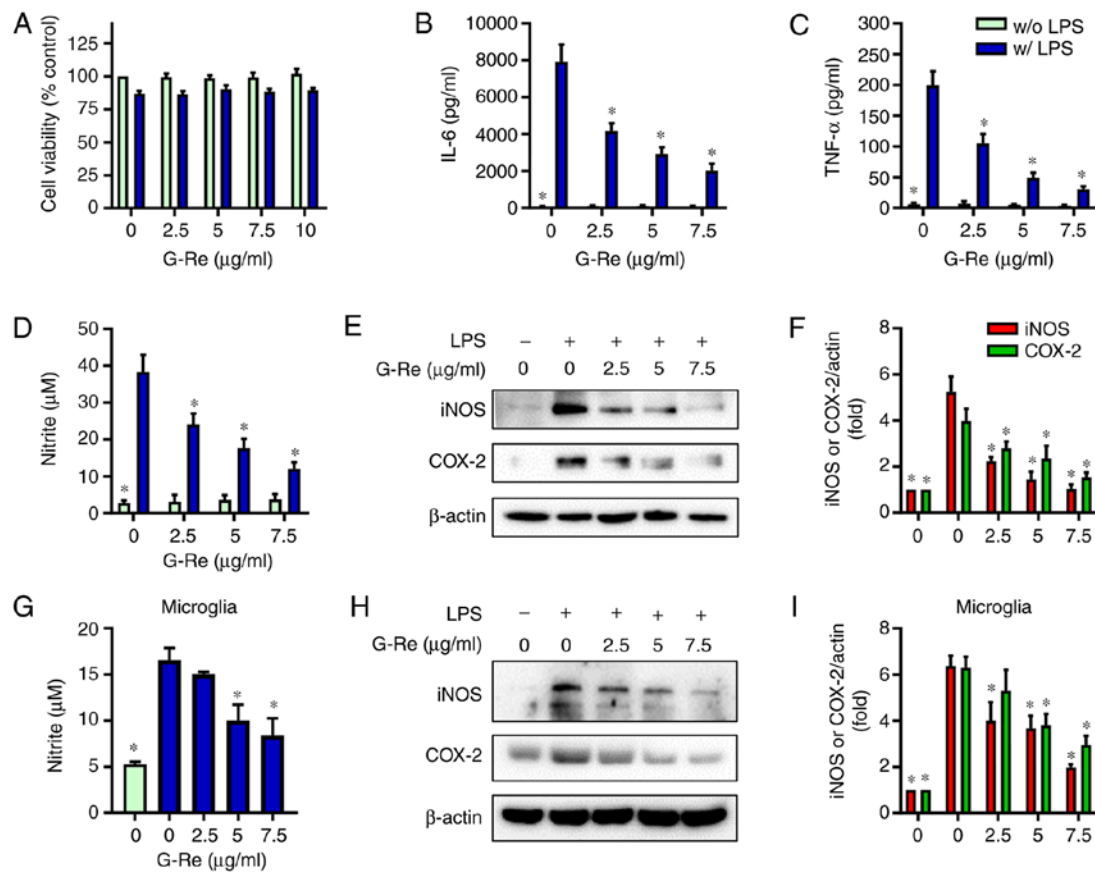 A
Cell viability (% control)
125
100
75
50
25
0
0 2.5 5 7.5 10
G-Re (μg/ml)
B
IL-6 (pg/ml)
10000
8000
6000
4000
2000
0
*
*
*
*
0 2.5 5 7.5
G-Re (μg/ml)
C
w/o LPS
w/ LPS
TNF-α (pg/ml)
300
250
200
150
100
50
0
*
*
*
*
0 2.5 5 7.5
G-Re (μg/ml)
D
Nitrite (μM)
50
40
30
20
10
0
*
*
*
*
0 2.5 5 7.5
G-Re (μg/ml)
E
LPS − + + + +
G-Re (μg/ml) 0 0 2.5 5 7.5
iNOS
COX-2
β-actin
F
iNOS
COX-2
iNOS or COX-2/actin
(fold)
8
6
4
2
0
* *
* *
* *
* *
0 0 2.5 5 7.5
G
Microglia
Nitrite (μM)
20
15
10
5
0
*
*
*
0 0 2.5 5 7.5
G-Re (μg/ml)
H
LPS − + + + +
G-Re (μg/ml) 0 0 2.5 5 7.5
iNOS
COX-2
β-actin
I
Microglia
iNOS or COX-2/actin
(fold)
8
6
4
2
0
* *
*
* *
* *
0 0 2.5 5 7.5